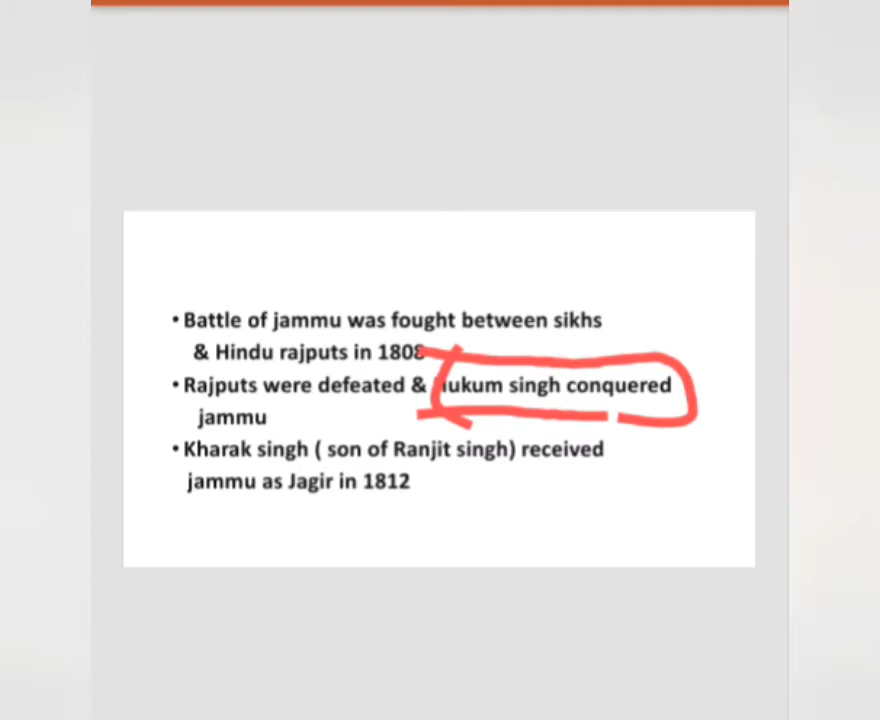 • Battle of jammu was fought between sikhs
& Hindu rajputs in 1808
• Rajputs were defeated & hukum singh conquered
jammu
• Kharak singh ( son of Ranjit singh) received
jammu as Jagir in 1812